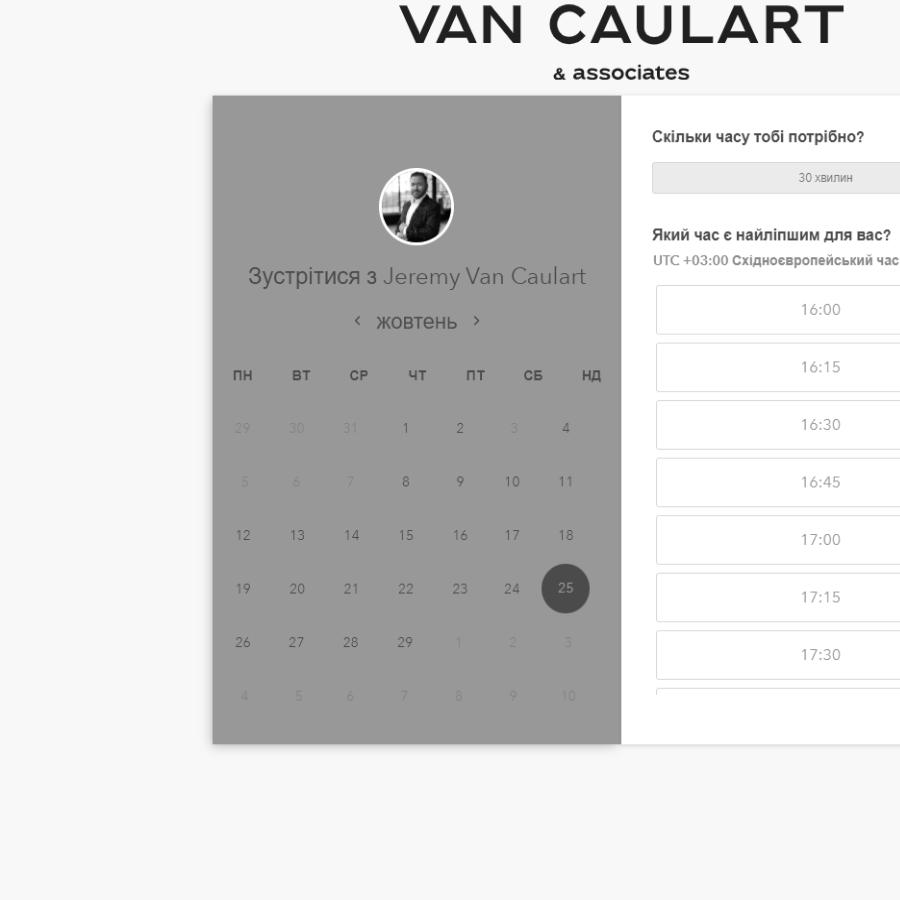 VAN CAULART
& associates
Зустрітися з Jeremy Van Caulart
жовтень
ПН ВТ СР ЧТ ПТ СБ НД
29 30 31 1 2 3 4
5 6 7 8 9 10 11
12 13 14 15 16 17 18
19 20 21 22 23 24 25
26 27 28 29 1 2 3
4 5 6 7 8 9 10
Скільки часу тобі потрібно?
30 хвилин
Який час є найліпшим для вас?
UTC +03:00 Східноєвропейський час
16:00
16:15
16:30
16:45
17:00
17:15
17:30